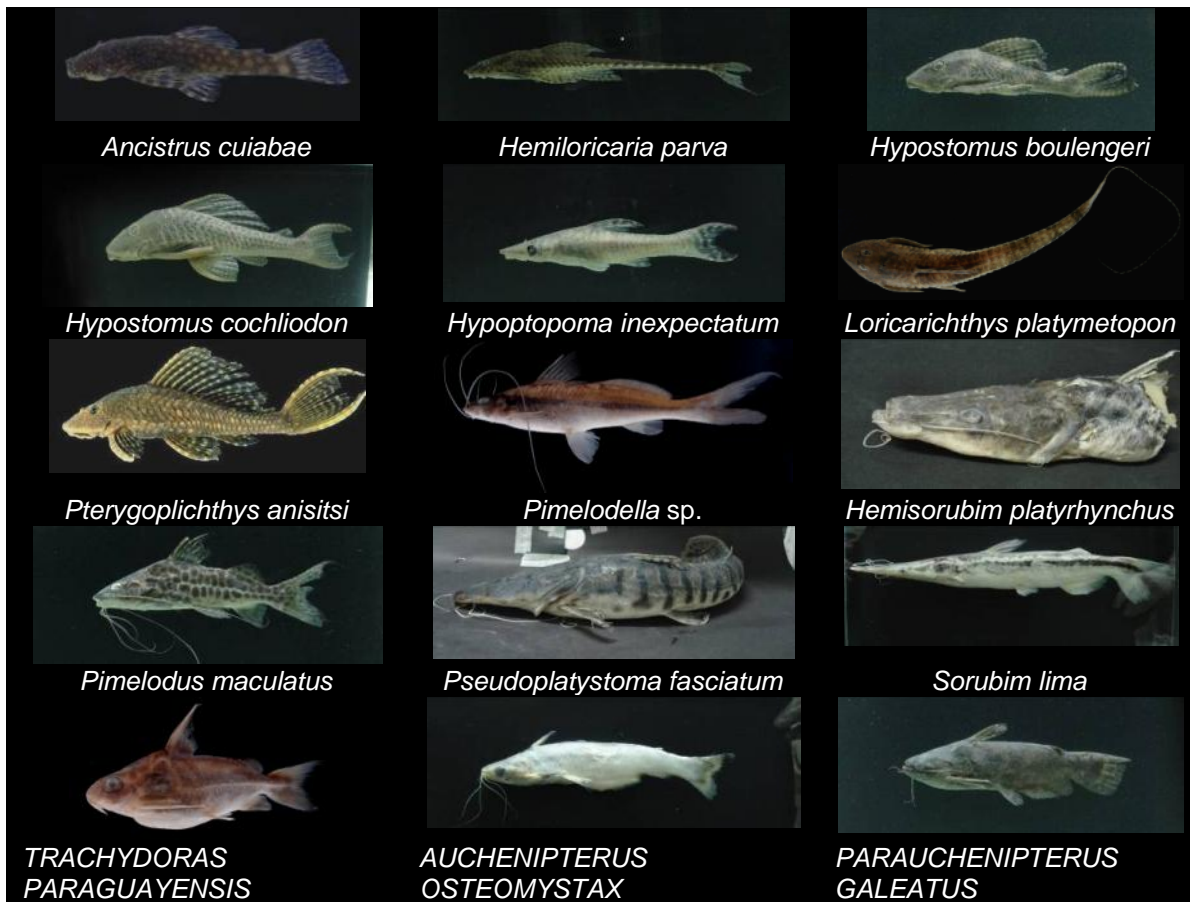 Ancistrus cuiabae
Hemiloricaria parva
Hypostomus boulengeri
Hypostomus cochliodon
Hypoptopoma inexpectatum
Loricarichthys platymetopon
Pterygoplichthys anisitsi
Pimelodella sp.
Hemisorubim platyrhynchus
Pimelodus maculatus
Pseudoplatystoma fasciatum
Sorubim lima
TRACHYDORAS
PARAGUAYENSIS
AUCHENIPTERUS
OSTEOMYSTAX
PARAUCHENIPTERUS
GALEATUS